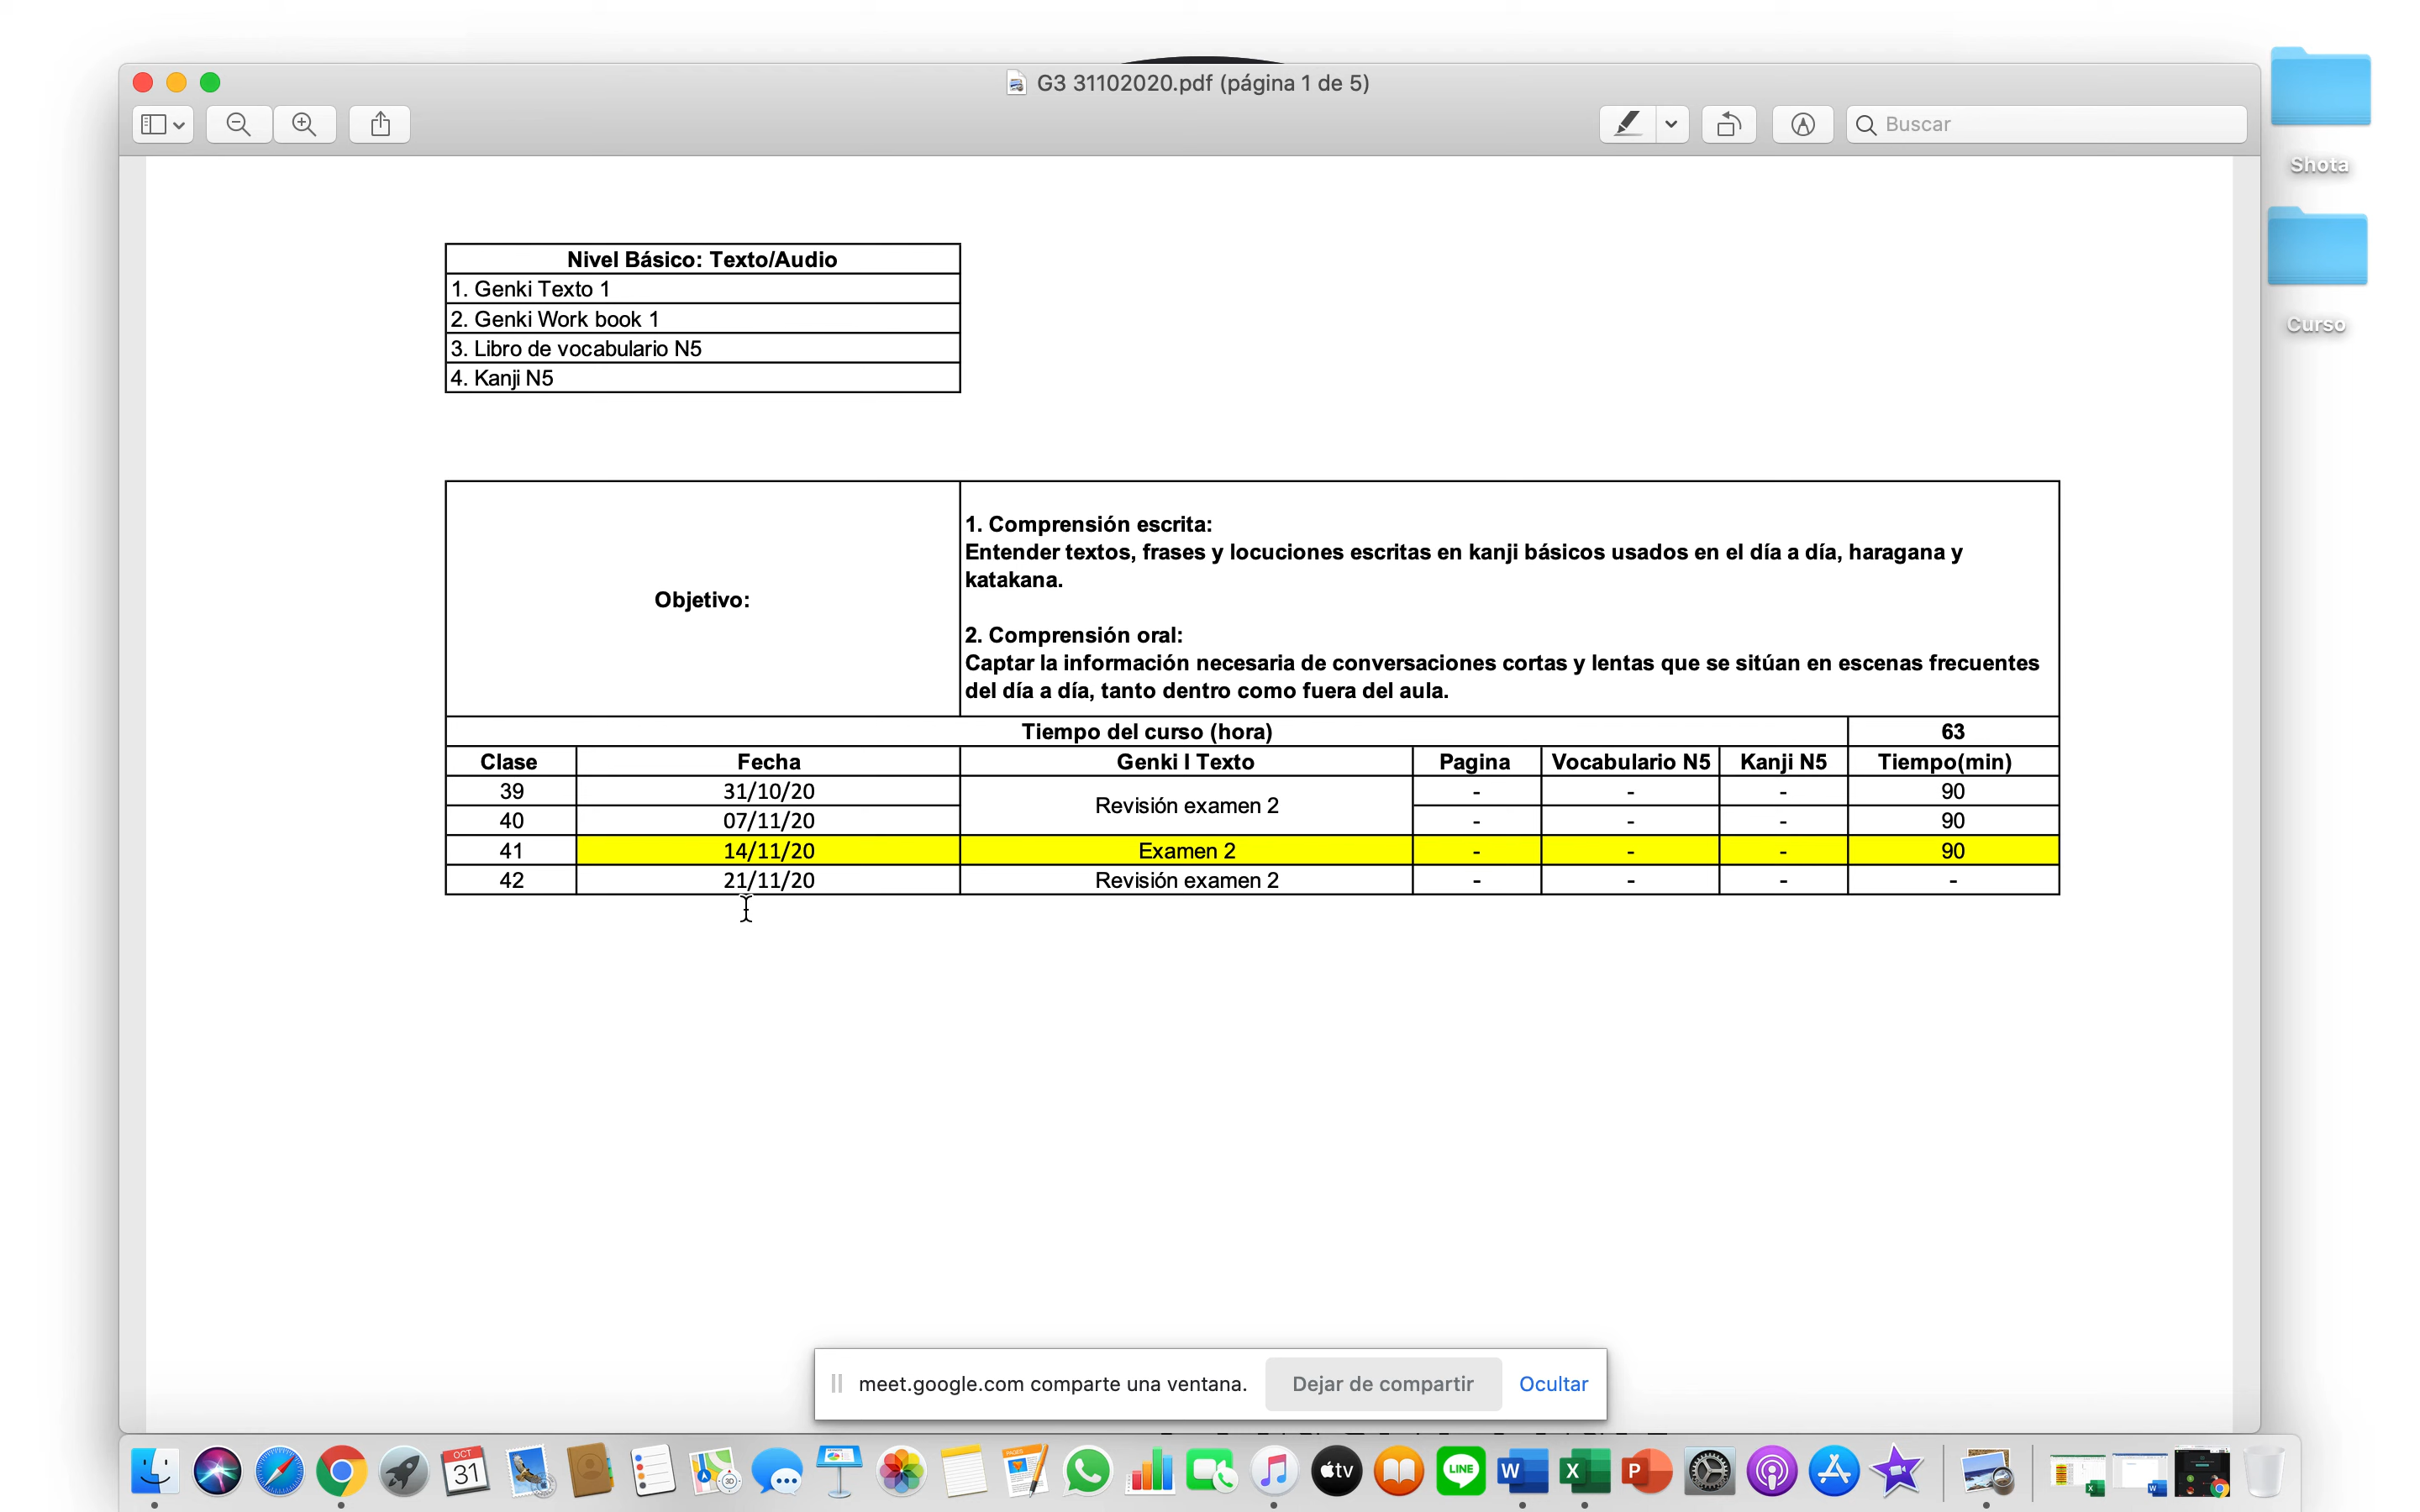 G3 31102020.pdf (página 1 de 5)
Buscar
Shota
Curso
Nivel Básico: Texto/Audio
1. Genki Texto 1
2. Genki Work book 1
3. Libro de vocabulario N5
4. Kanji N5
Objetivo:
1. Comprensión escrita:
Entender textos, frases y locuciones escritas en kanji básicos usados en el día a día, haragana y
katakana.
2. Comprensión oral:
Captar la información necesaria de conversaciones cortas y lentas que se sitúan en escenas frecuentes
del día a día, tanto dentro como fuera del aula.
Tiempo del curso (hora) 63
Clase Fecha Genki I Texto Pagina Vocabulario N5 Kanji N5 Tiempo(min)
39 31/10/20 Revisión examen 2 - - - 90
40 07/11/20 - - - 90
41 14/11/20 Examen 2 - - - 90
42 21/11/20 Revisión examen 2 - - - -
meet.google.com comparte una ventana. Dejar de compartir Ocultar
OCT
31
3D
PAGES
tv
LINE
W
X
P
X
W